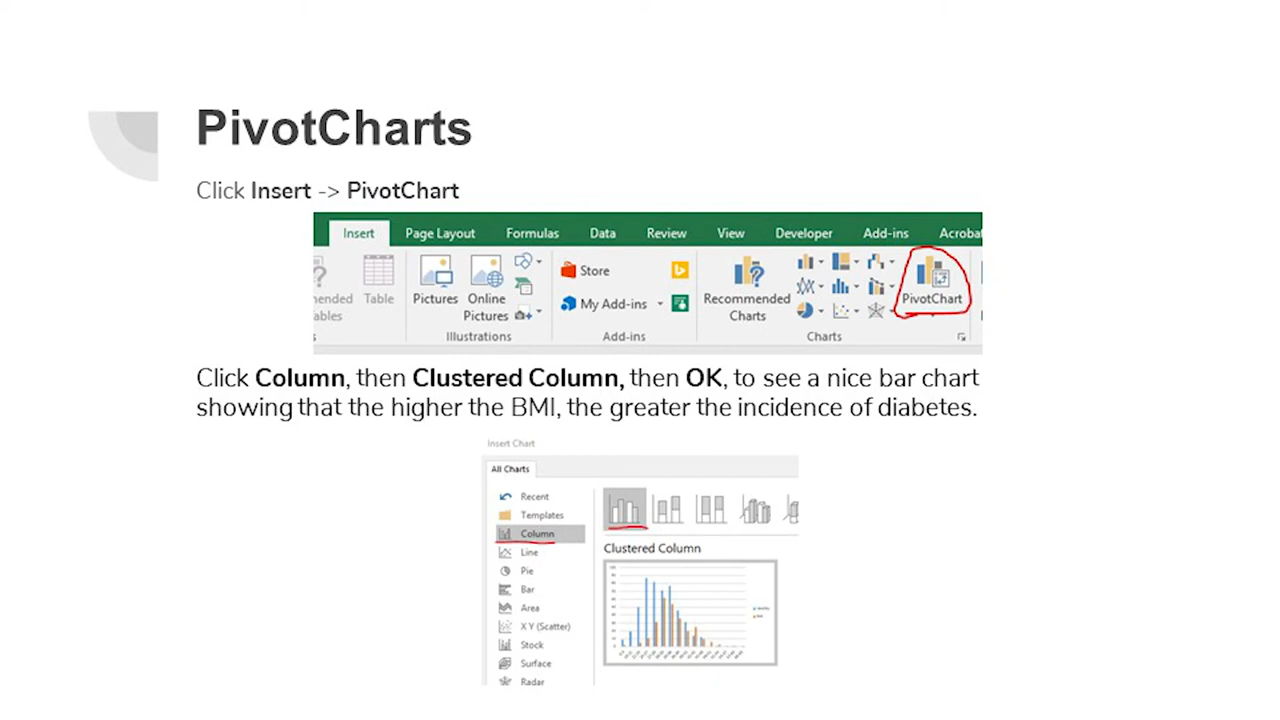 PivotCharts
Click Insert -> PivotChart
Insert Page Layout Formulas Data Review View Developer Add-ins Acrobat
Table
Pictures
Online
Pictures
Store
My Add-ins
Recommended
Charts
PivotChart
Illustrations
Add-ins
Charts
Click Column, then Clustered Column, then OK, to see a nice bar chart
showing that the higher the BMI, the greater the incidence of diabetes.
Insert Chart
All Charts
Recent
Templates
Column
Line
Pie
Bar
Area
X Y (Scatter)
Stock
Surface
Radar
Clustered Column